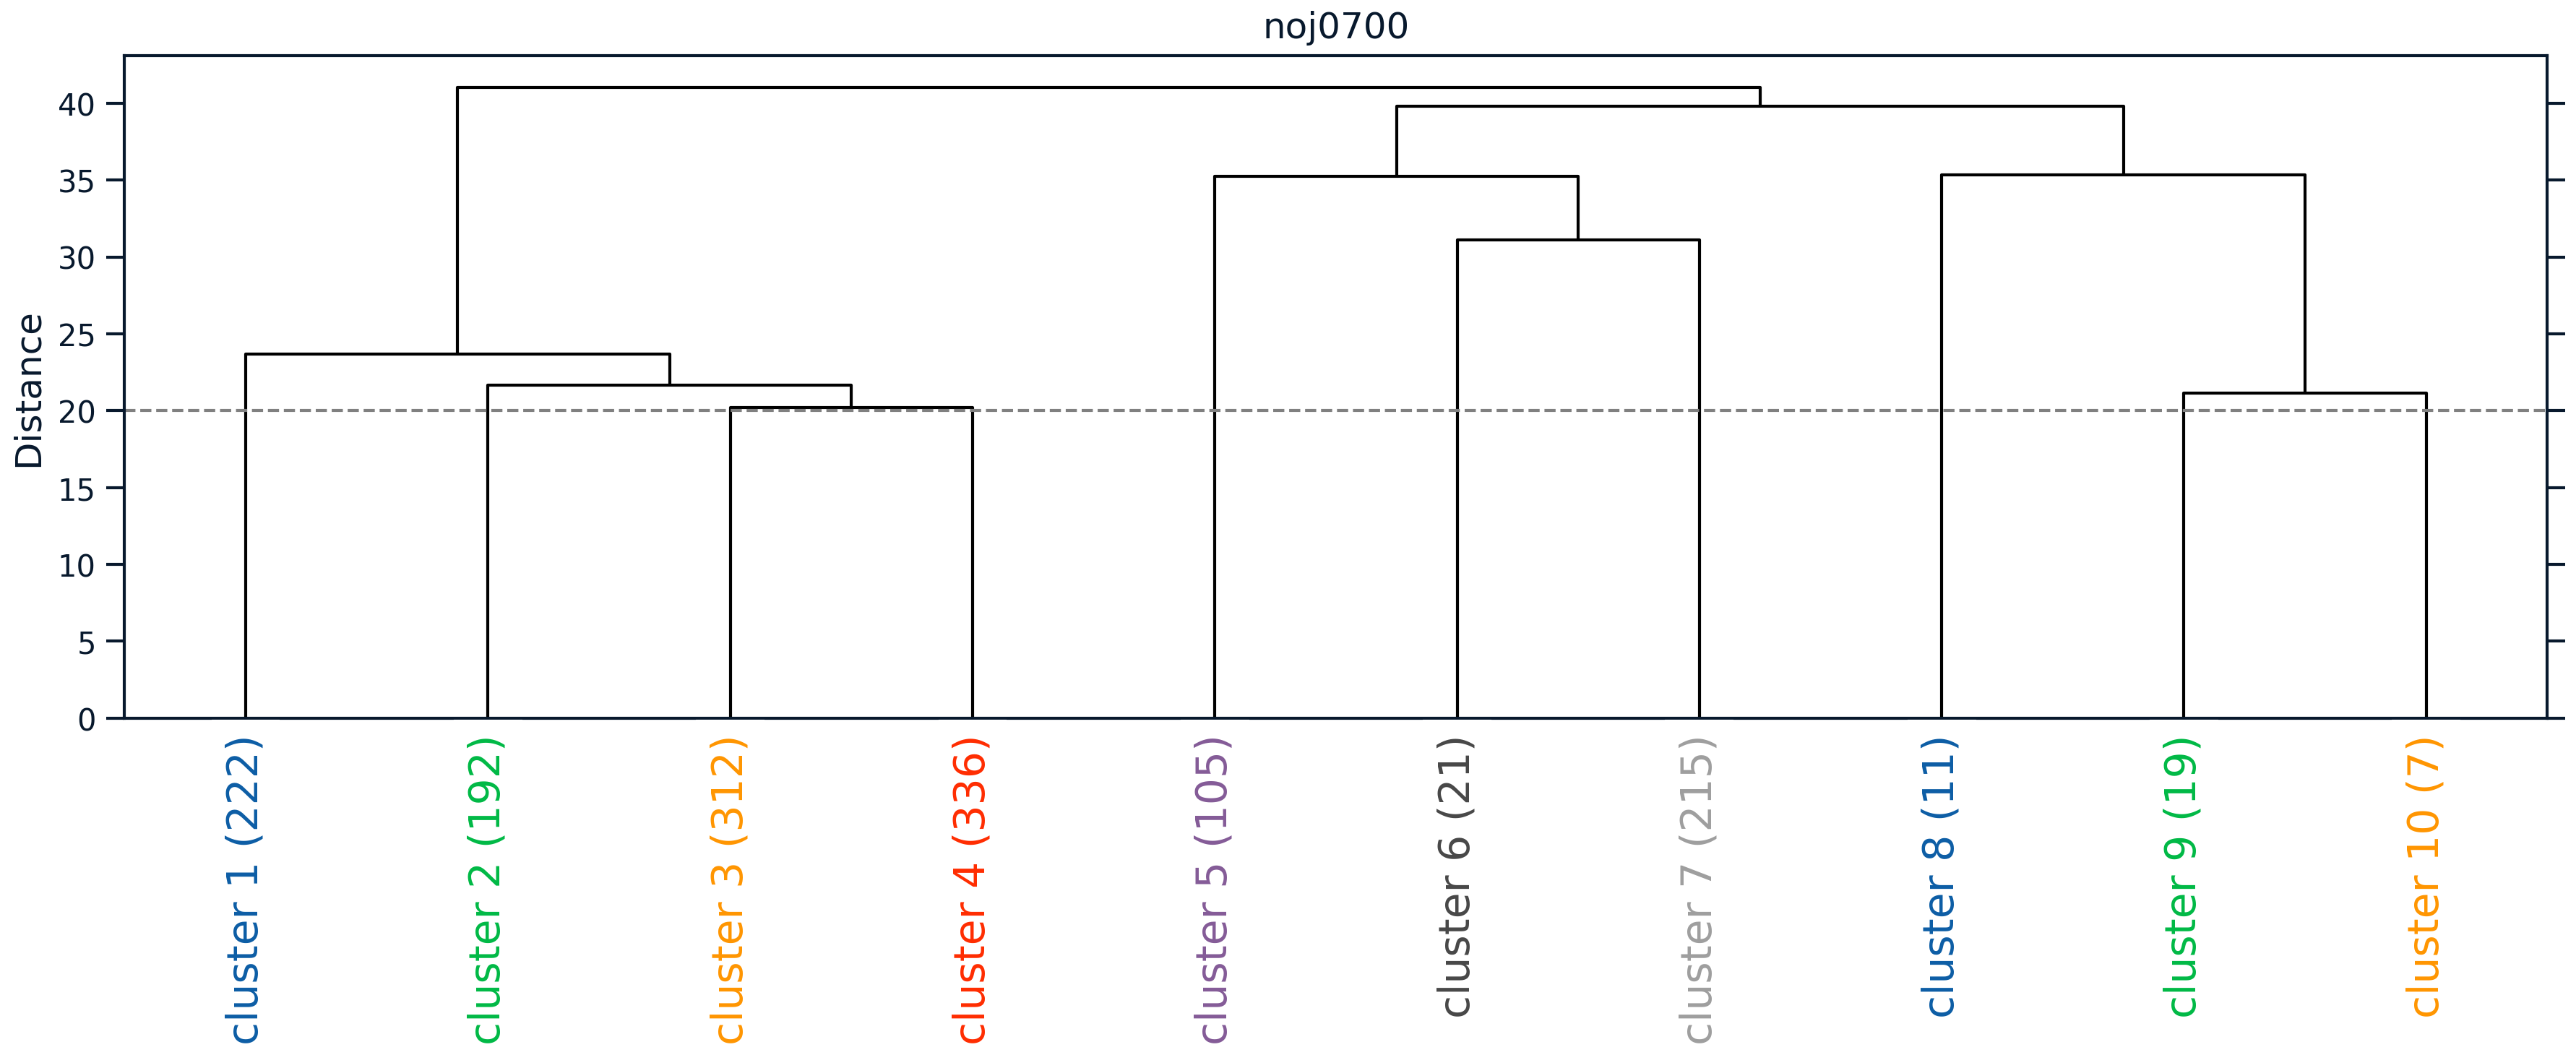 noj0700
Distance
40
35
30
25
20
15
10
5
0
cluster 1 (222)
cluster 2 (192)
cluster 3 (312)
cluster 4 (336)
cluster 5 (105)
cluster 6 (21)
cluster 7 (215)
cluster 8 (11)
cluster 9 (19)
cluster 10 (7)